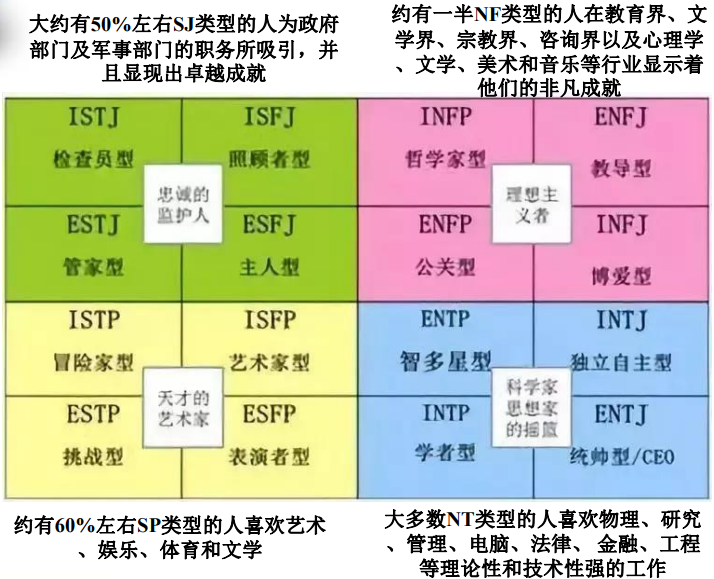 大约有50%左右SJ类型的人为政府
部门及军事部门的职务所吸引，并
且显现出卓越成就
约有一半NF类型的人在教育界、文
学界、宗教界、咨询界以及心理学
、文学、美术和音乐等行业显示着
他们的非凡成就
ISTJ
检查员型
ISFJ
照顾者型
忠诚的
监护人
ESTJ
管家型
ESFJ
主人型
INFP
哲学家型
ENFJ
教导型
理想主
义者
ENFP
公关型
INFJ
博爱型
ISTP
冒险家型
ISFP
艺术家型
天才的
艺术家
ESTP
挑战型
ESFP
表演者型
ENTP
智多星型
INTJ
独立自主型
科学家
思想家
的摇篮
INTP
学者型
ENTJ
统帅型/CEO
约有60%左右SP类型的人喜欢艺术
、娱乐、体育和文学
大多数NT类型的人喜欢物理、研究
、管理、电脑、法律、金融、工程
等理论性和技术性强的工作